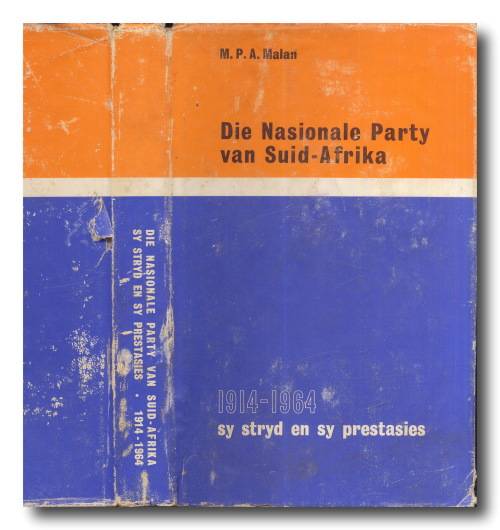 M. P. A. Malan
Die Nasionale Party
van Suid-Afrika
1914-1964
sy stryd en sy prestasies
DIE NASIONALE PARTY VAN SUID-AFRIKA
SY STRYD EN SY PRESTASIES • 1914-1964